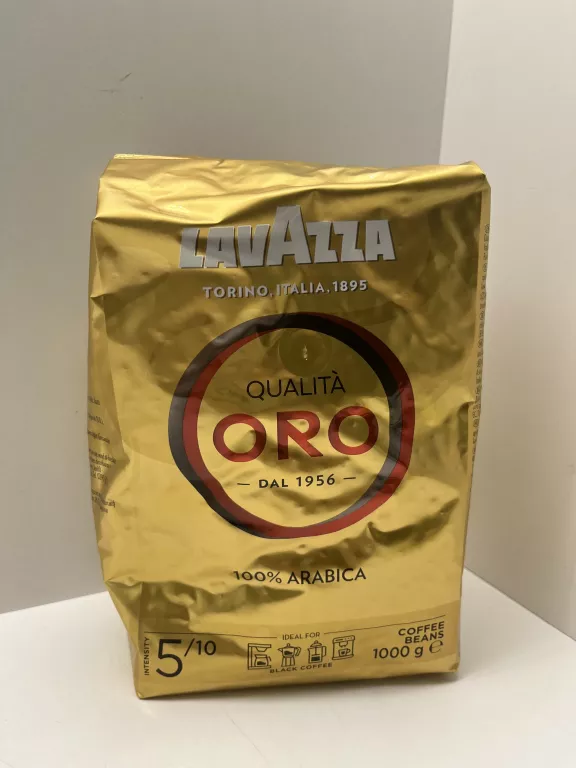 LAVAZZA
TORINO, ITALIA, 1895
QUALITÀ
ORO
— DAL 1956 —
100% ARABICA
INTENSITY
5/10
IDEAL FOR
BLACK COFFEE
COFFEE
BEANS
1000 g ℮